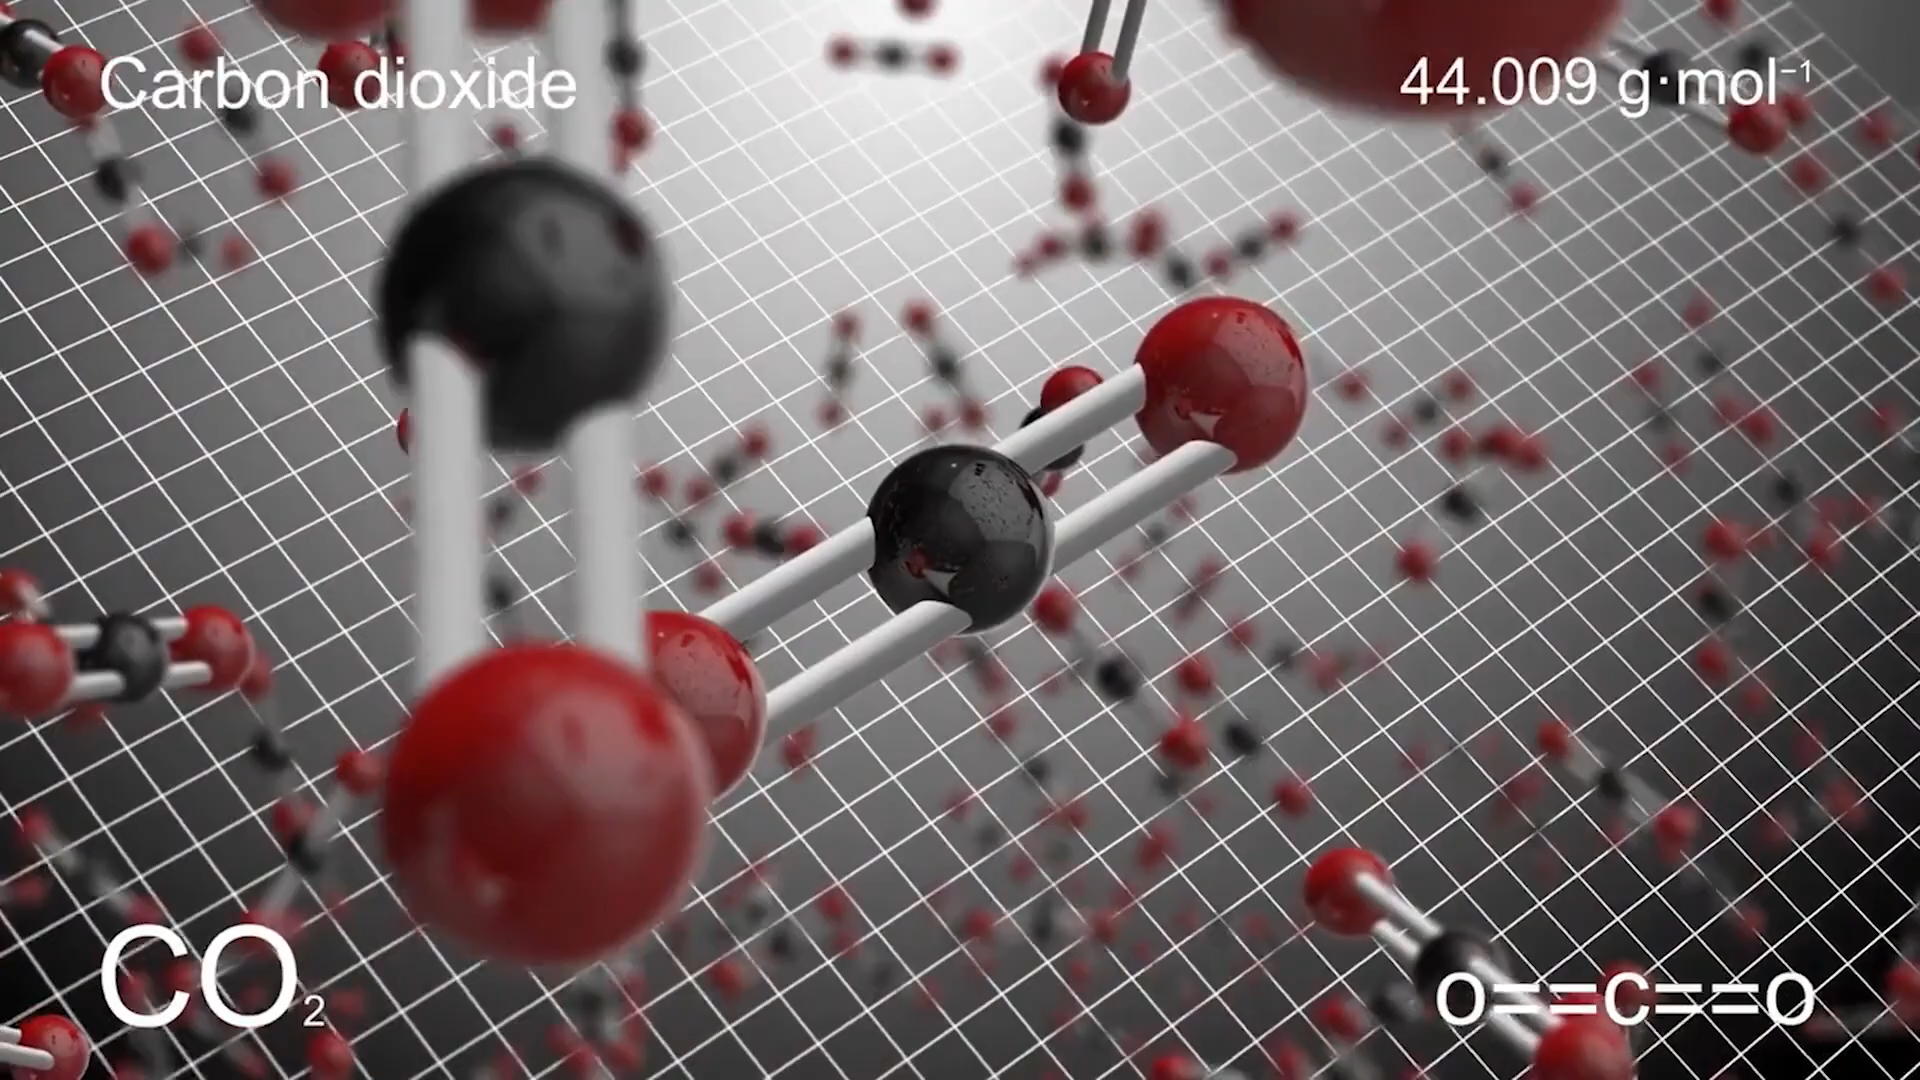 Carbon dioxide
44.009 g·mol⁻¹
CO₂
O==C==O